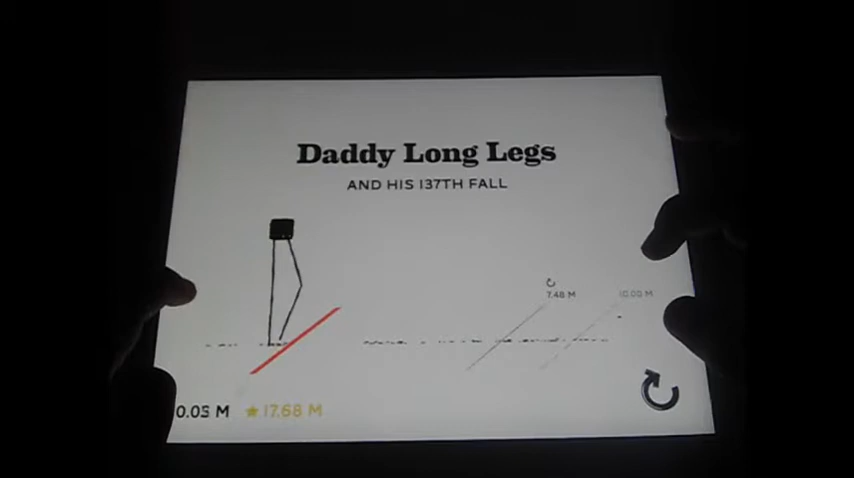 Daddy Long Legs
AND HIS 137TH FALL
7.48 M
10.00 M
0.05 M ★ 17.68 M